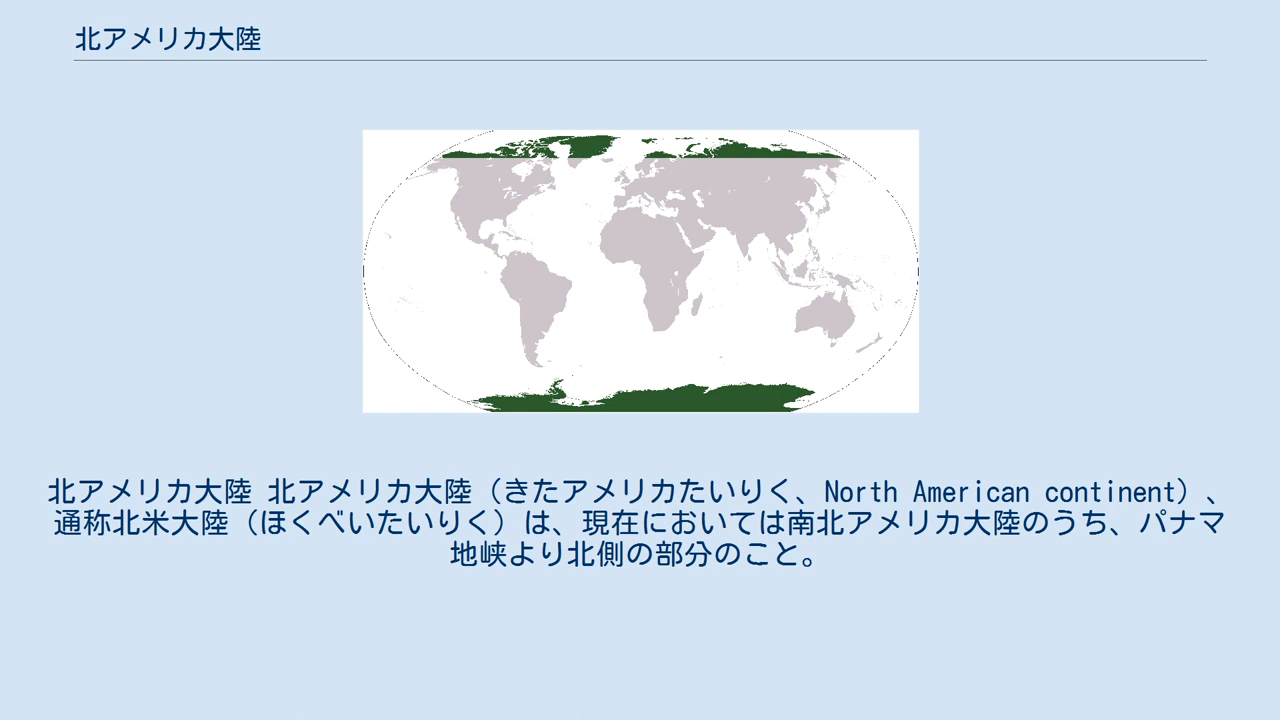 北アメリカ大陸
北アメリカ大陸 北アメリカ大陸（きたアメリカたいりく、North American continent）、
通称北米大陸（ほくべいたいりく）は、現在においては南北アメリカ大陸のうち、パナマ
地峡より北側の部分のこと。